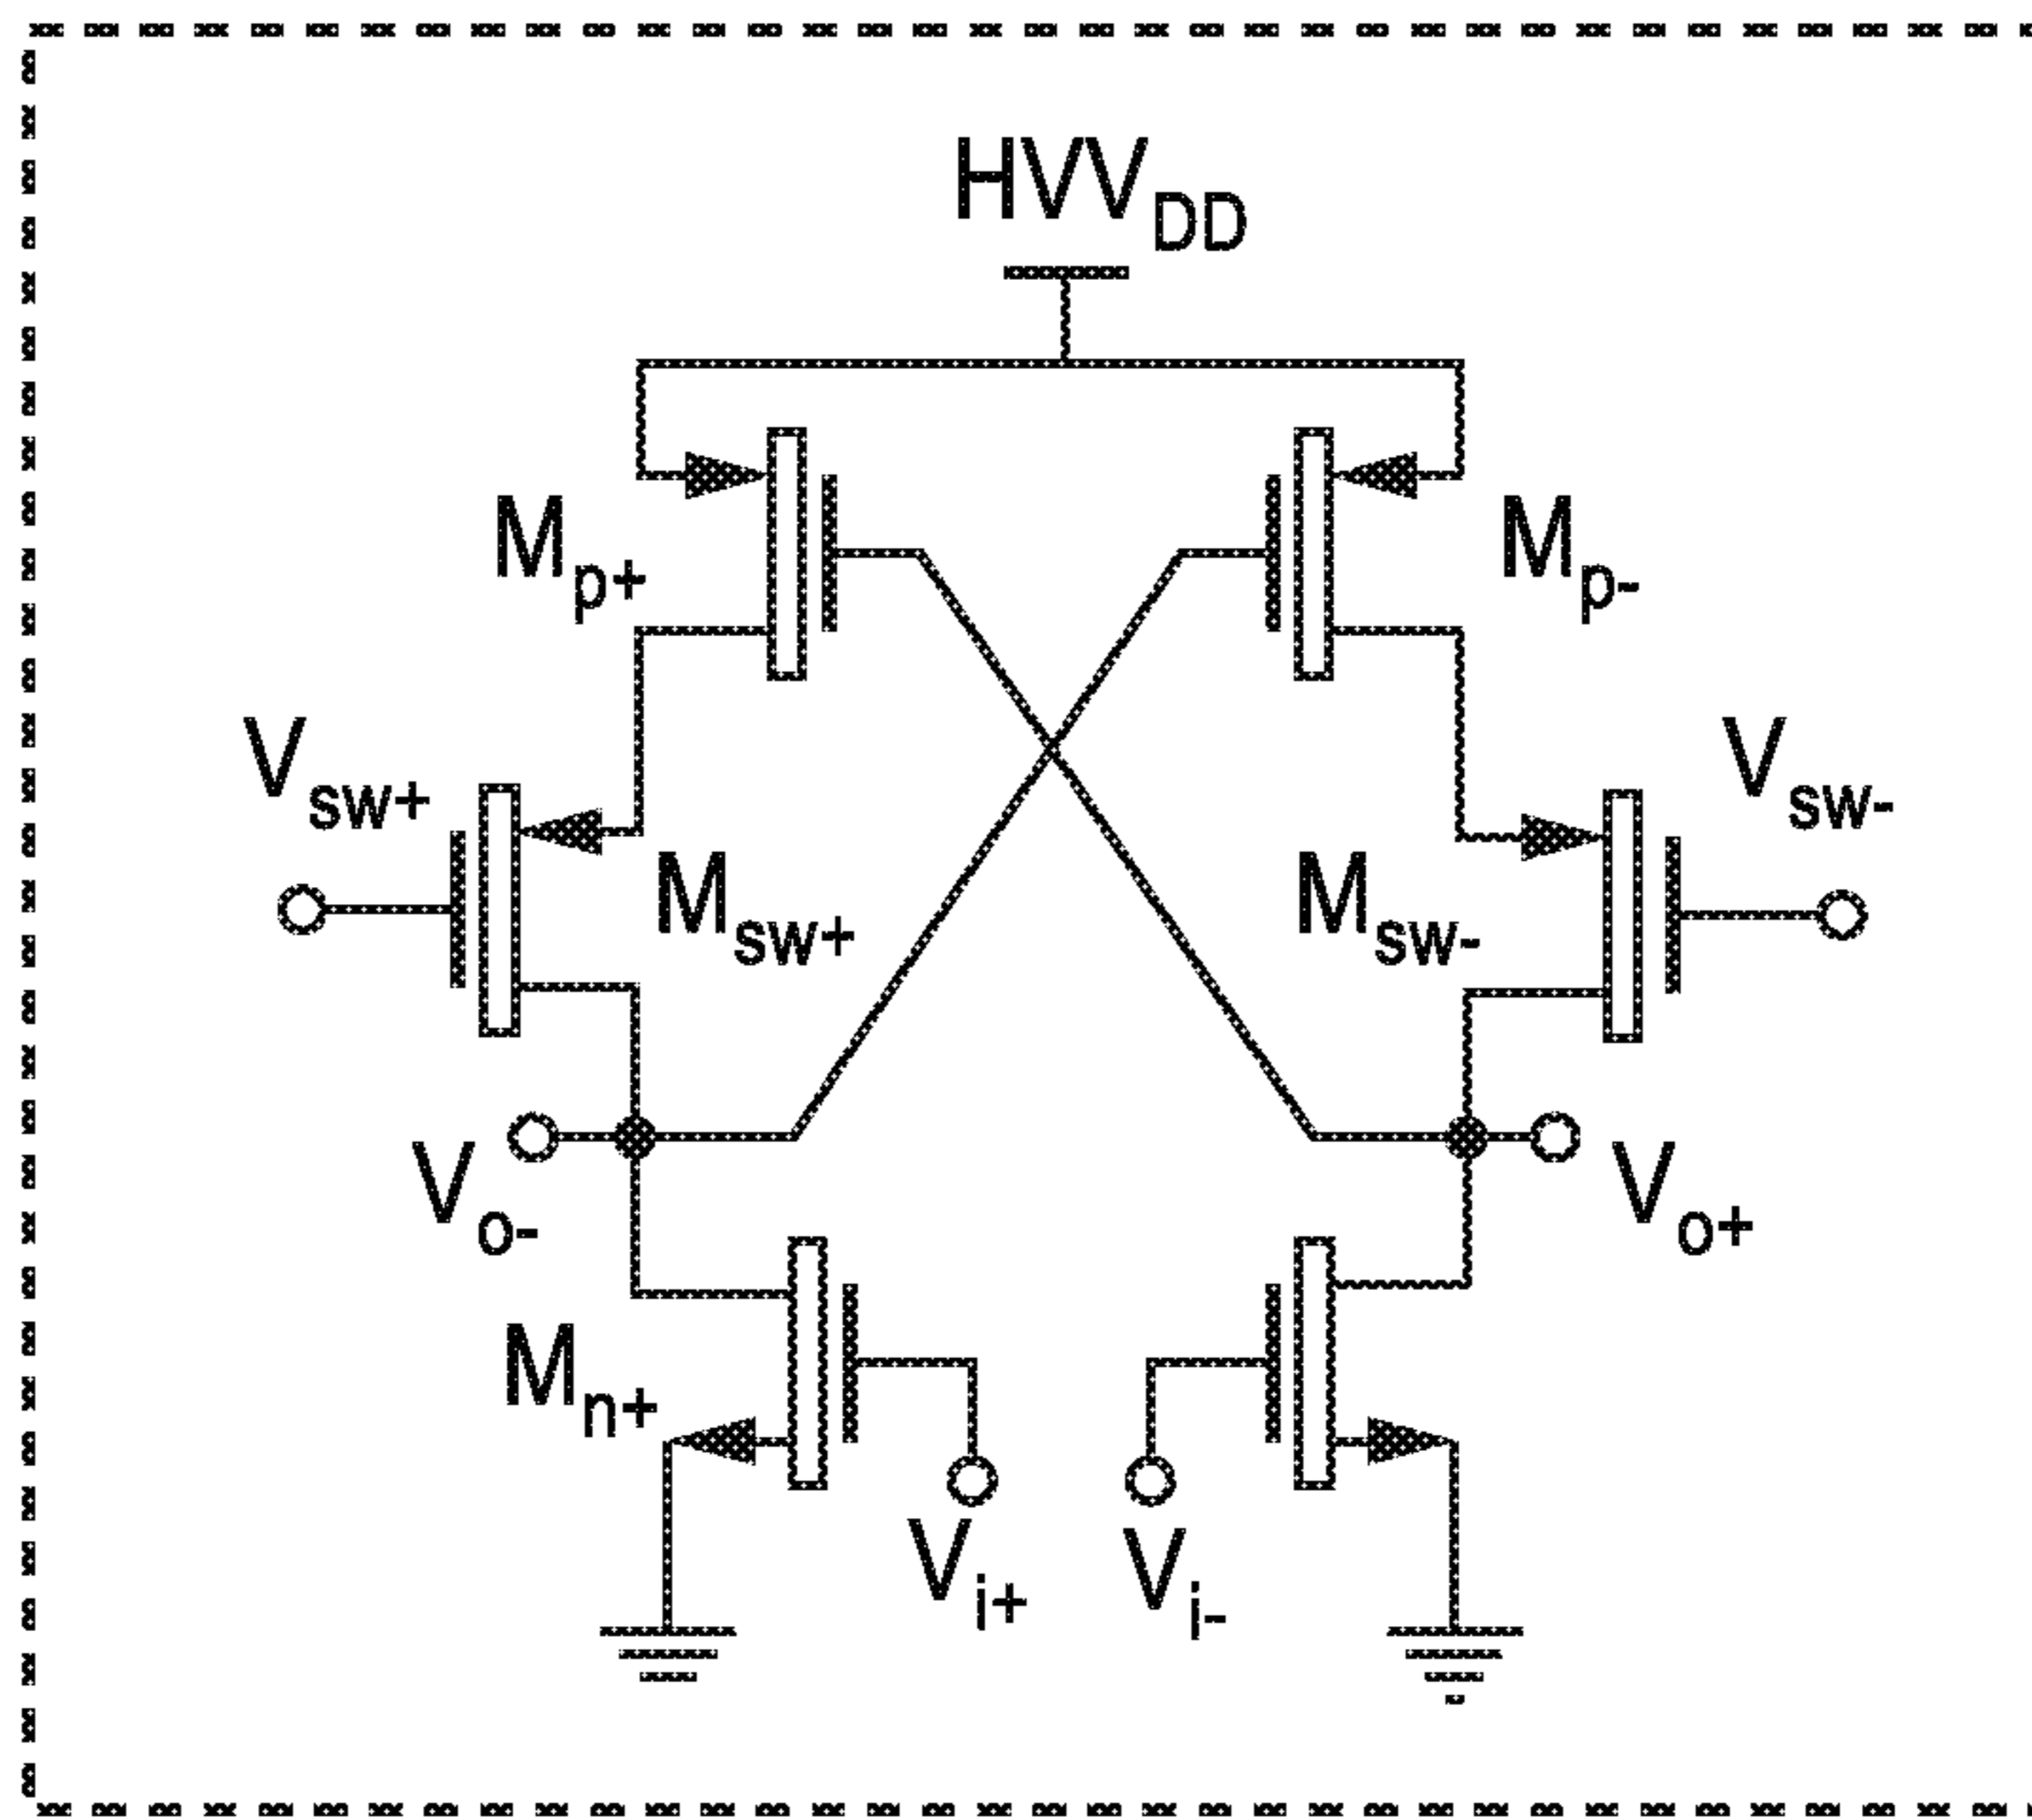 HVV_DD
M_p+
M_p-
V_sw+
V_sw-
M_sw+
M_sw-
V_o-
V_o+
M_n+
V_i+
V_i-